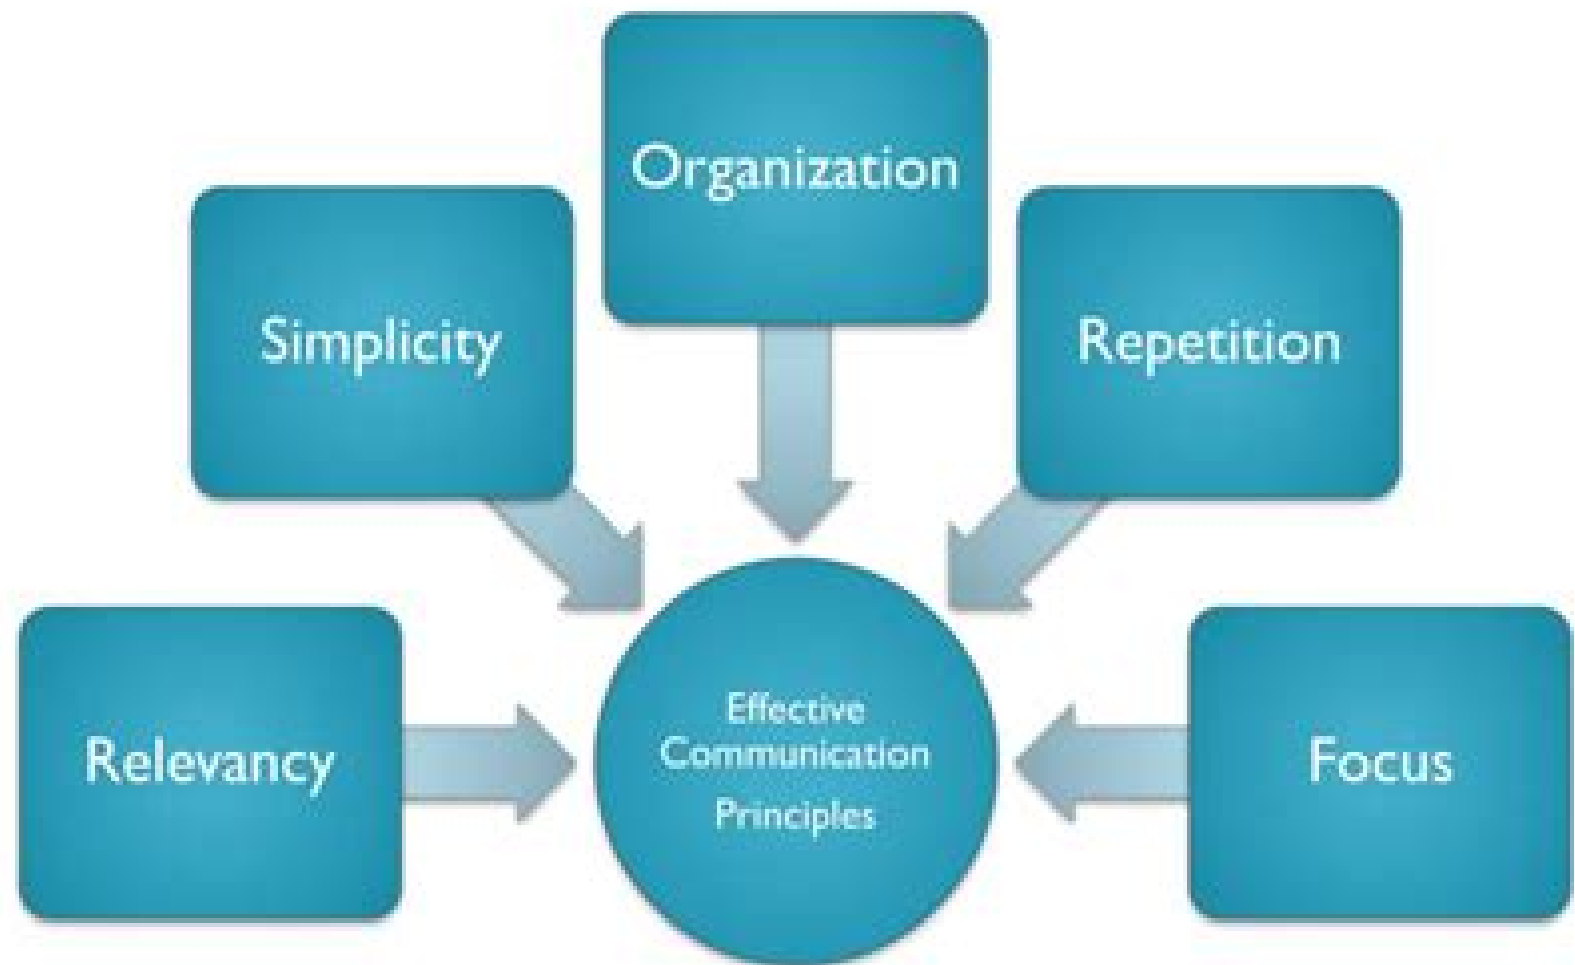 Organization
Simplicity
Repetition
Relevancy
Effective
Communication
Principles
Focus